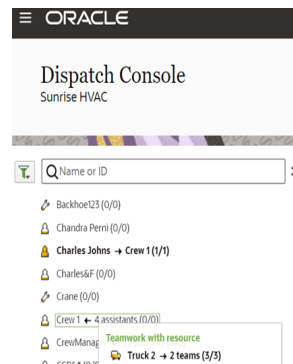 ORACLE
Dispatch Console
Sunrise HVAC
Name or ID
Backhoe123 (0/0)
Chandra Perni (0/0)
Charles Johns → Crew 1 (1/1)
Charles&F (0/0)
Crane (0/0)
Crew 1 ← 4 assistants (0/0)
CrewManag
Teamwork with resource
Truck 2 → 2 teams (3/3)